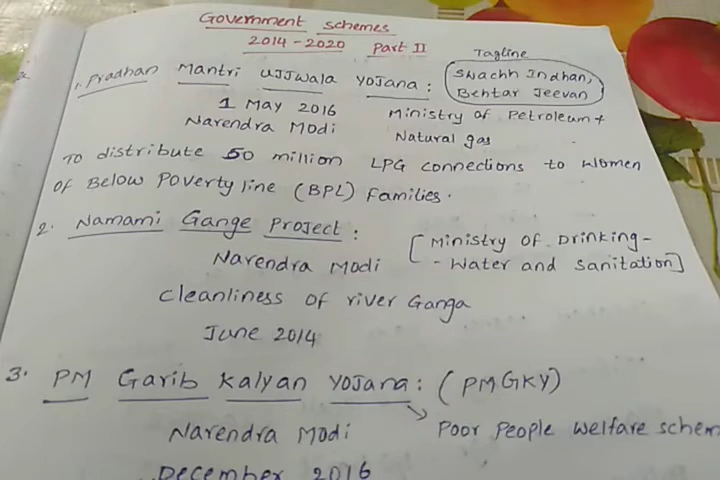 Government schemes
2014-2020 Part II
Tagline
1. Pradhan Mantri Ujjwala Yojana :
Swachh Indhan,
Behtar Jeevan
1 May 2016
Ministry of Petroleum +
Narendra Modi
Natural gas
To distribute 50 million LPG connections to women
of Below Poverty line (BPL) families.
2. Namami Gange Project :
[Ministry of Drinking-
Narendra Modi
- Water and Sanitation]
Cleanliness of river Ganga
June 2014
3. PM Garib Kalyan Yojana : (PMGKY)
Narendra Modi
Poor People welfare schem
December 2016